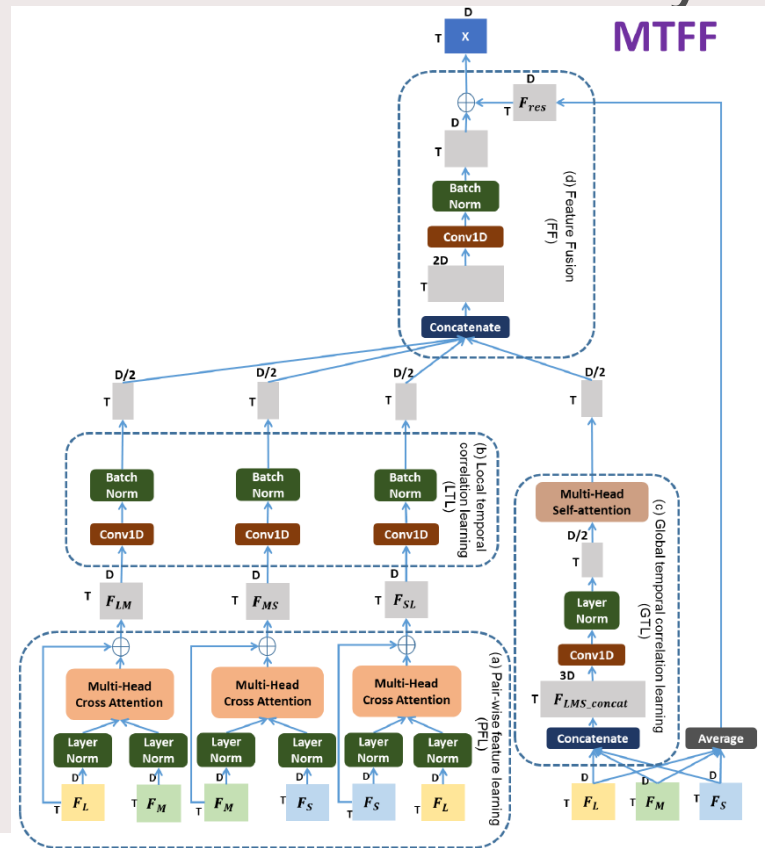 MTFF
D
T
X
D
T
F_res
D
T
Batch
Norm
Conv1D
2D
T
Concatenate
(d) Feature Fusion
(FF)
D/2
T
D/2
T
D/2
T
D/2
T
Batch
Norm
Batch
Norm
Batch
Norm
Conv1D
Conv1D
Conv1D
(b) Local temporal
correlation learning
(LTL)
Multi-Head
Self-attention
D/2
T
Layer
Norm
Conv1D
3D
T
F_LMS_concat
Concatenate
(c) Global temporal correlation learning
(GTL)
Average
D
T
F_LM
D
T
F_MS
D
T
F_SL
Multi-Head
Cross Attention
Multi-Head
Cross Attention
Multi-Head
Cross Attention
Layer
Norm
Layer
Norm
Layer
Norm
Layer
Norm
Layer
Norm
Layer
Norm
(a) Pair-wise feature learning
(PFL)
D
T
F_L
D
T
F_M
D
T
F_M
D
T
F_S
D
T
F_S
D
T
F_L
D
T
F_L
D
T
F_M
D
T
F_S